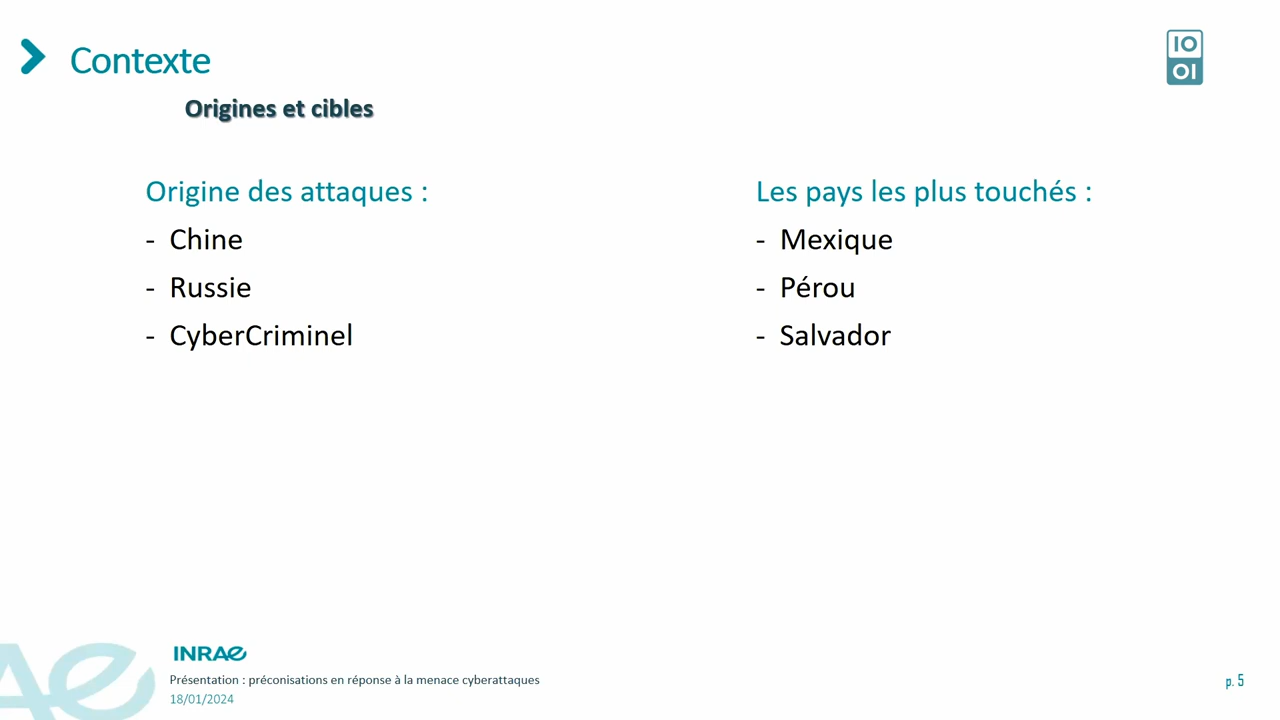 Contexte
IO
OI
Origines et cibles
Origine des attaques :
- Chine
- Russie
- CyberCriminel
Les pays les plus touchés :
- Mexique
- Pérou
- Salvador
INRAE
Présentation : préconisations en réponse à la menace cyberattaques
18/01/2024
p. 5